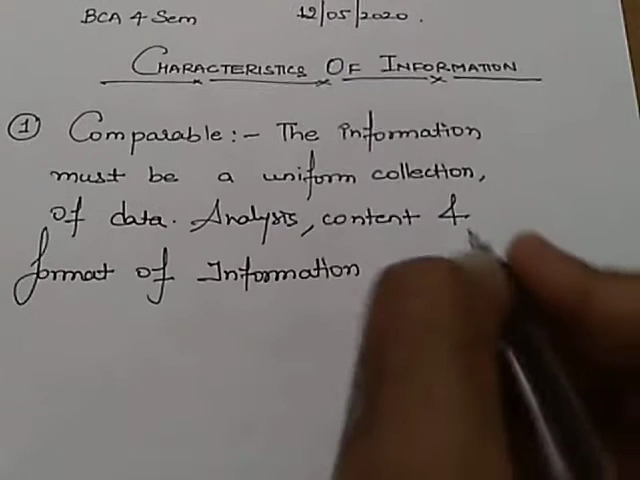 BCA 4 Sem 12/05/2020.
CHARACTERISTICS OF INFORMATION
① Comparable:- The information
must be a uniform collection,
of data. Analysis, content &
format of Information